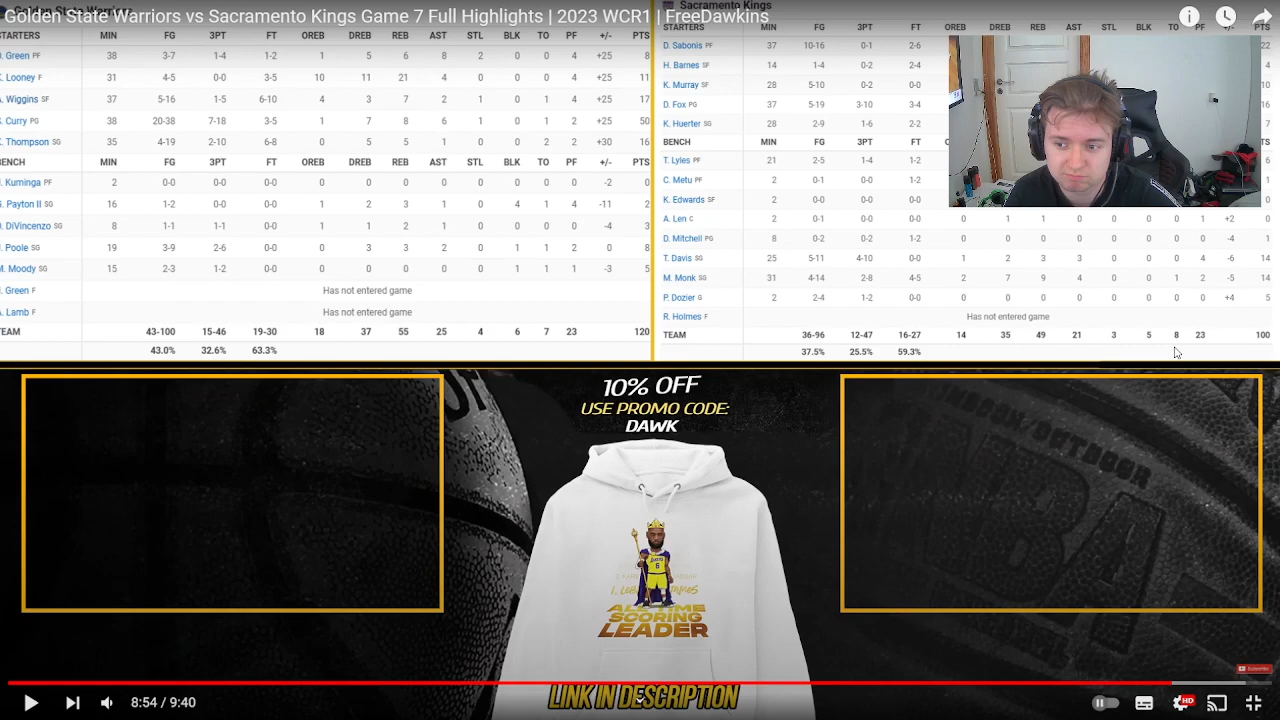 Golden State Warriors vs Sacramento Kings Game 7 Full Highlights | 2023 WCR1 | FreeDawkins
Golden State Warriors
STARTERS MIN FG 3PT FT OREB DREB REB AST STL BLK TO PF +/- PTS
. Green PF 38 3-7 1-4 1-2 1 5 6 8 2 0 0 4 +25 8
. Looney F 31 4-5 0-0 3-5 10 11 21 4 0 0 0 4 +25 11
. Wiggins SF 37 5-16 1-5 6-10 4 3 7 2 1 0 1 4 +25 17
. Curry PG 38 20-38 7-18 3-5 1 7 8 6 1 0 1 2 +25 50
. Thompson SG 35 4-19 2-10 6-8 0 5 5 1 0 0 2 2 +30 16
BENCH MIN FG 3PT FT OREB DREB REB AST STL BLK TO PF +/- PTS
. Kuminga PF 2 0-0 0-0 0-0 0 0 0 0 0 0 0 0 -2 0
. Payton II SG 16 1-2 0-0 0-0 1 2 3 1 0 4 1 4 -11 2
. DiVincenzo SG 8 1-1 1-1 0-0 1 1 2 1 0 0 0 0 -4 3
. Poole SG 19 3-9 2-6 0-0 0 3 3 2 0 1 1 2 0 8
. Moody SG 15 2-3 1-2 0-0 0 1 1 0 0 1 1 1 -3 5
. Green F Has not entered game
. Lamb F Has not entered game
TEAM 43-100 15-46 19-30 18 37 55 25 4 6 7 23 120
43.0% 32.6% 63.3%
Sacramento Kings
STARTERS MIN FG 3PT FT OREB DREB REB AST STL BLK TO PF +/- PTS
D. Sabonis PF 37 10-16 0-1 2-6 22
H. Barnes SF 14 1-4 0-0 2-4 4
K. Murray SF 28 5-10 0-2 0-0 10
D. Fox PG 37 5-19 3-10 3-4 16
K. Huerter SG 28 2-9 1-6 2-2 7
BENCH MIN FG 3PT FT
T. Lyles PF 21 2-5 1-4 1-2 6
C. Metu PF 2 0-1 0-0 1-2 1
K. Edwards SF 2 0-0 0-0 0-0
A. Len C 2 0-1 0-0 0-0 0 1 1 0 0 0 0 1 +2 0
D. Mitchell PG 8 0-2 0-2 1-2 0 0 0 0 0 0 0 0 -4 1
T. Davis SG 25 5-11 4-10 0-0 1 2 3 3 0 0 0 4 -6 14
M. Monk SG 31 4-14 2-8 4-5 2 7 9 4 0 0 1 2 -5 14
P. Dozier G 2 2-4 1-2 0-0 0 0 0 0 0 0 0 0 +4 5
R. Holmes F Has not entered game
TEAM 36-96 12-47 16-27 14 35 49 21 3 5 8 23 100
37.5% 25.5% 59.3%
10% OFF
USE PROMO CODE:
DAWK
ALL TIME
SCORING
LEADER
LINK IN DESCRIPTION
Subscribe
8:54 / 9:40
HD